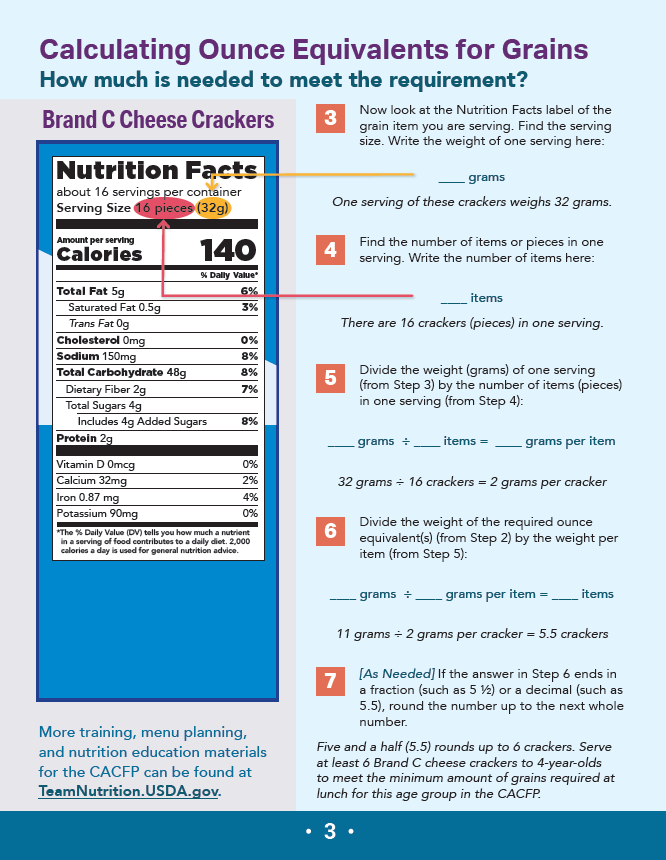 Calculating Ounce Equivalents for Grains
How much is needed to meet the requirement?
Brand C Cheese Crackers
Nutrition Facts
about 16 servings per container
Serving Size 16 pieces (32g)
Amount per serving
Calories 140
% Daily Value*
Total Fat 5g 6%
Saturated Fat 0.5g 3%
Trans Fat 0g
Cholesterol 0mg 0%
Sodium 150mg 8%
Total Carbohydrate 48g 8%
Dietary Fiber 2g 7%
Total Sugars 4g
Includes 4g Added Sugars 8%
Protein 2g
Vitamin D 0mcg 0%
Calcium 32mg 2%
Iron 0.87 mg 4%
Potassium 90mg 0%
*The % Daily Value (DV) tells you how much a nutrient
in a serving of food contributes to a daily diet. 2,000
calories a day is used for general nutrition advice.
More training, menu planning,
and nutrition education materials
for the CACFP can be found at
TeamNutrition.USDA.gov.
3
Now look at the Nutrition Facts label of the
grain item you are serving. Find the serving
size. Write the weight of one serving here:
____ grams
One serving of these crackers weighs 32 grams.
4
Find the number of items or pieces in one
serving. Write the number of items here:
____ items
There are 16 crackers (pieces) in one serving.
5
Divide the weight (grams) of one serving
(from Step 3) by the number of items (pieces)
in one serving (from Step 4):
____ grams ÷ ____ items = ____ grams per item
32 grams ÷ 16 crackers = 2 grams per cracker
6
Divide the weight of the required ounce
equivalent(s) (from Step 2) by the weight per
item (from Step 5):
____ grams ÷ ____ grams per item = ____ items
11 grams ÷ 2 grams per cracker = 5.5 crackers
7
[As Needed] If the answer in Step 6 ends in
a fraction (such as 5 ½) or a decimal (such as
5.5), round the number up to the next whole
number.
Five and a half (5.5) rounds up to 6 crackers. Serve
at least 6 Brand C cheese crackers to 4-year-olds
to meet the minimum amount of grains required at
lunch for this age group in the CACFP.
• 3 •